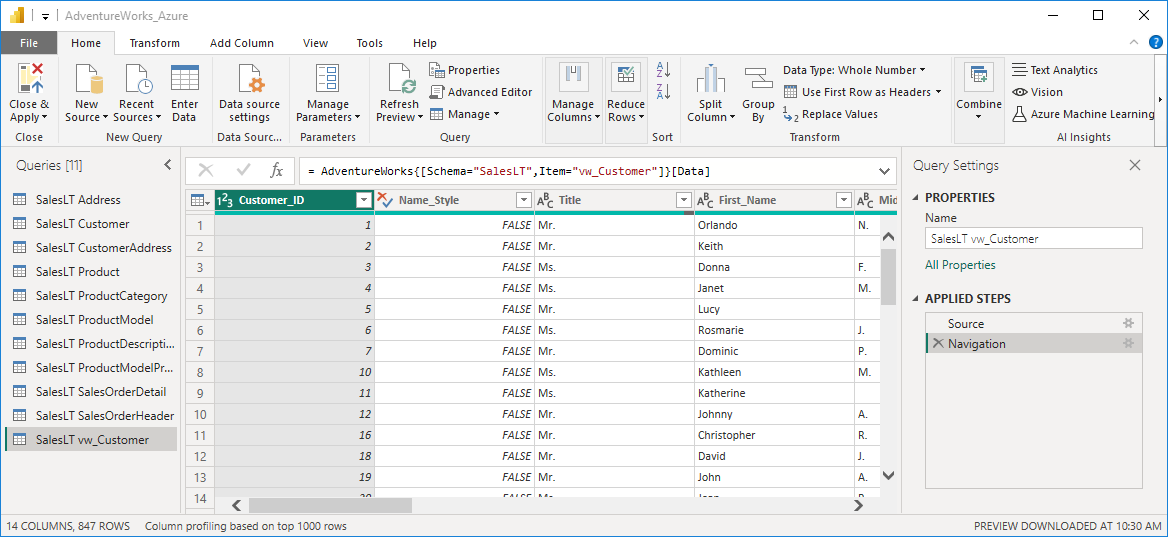 AdventureWorks_Azure
File Home Transform Add Column View Tools Help
Close & Apply
New Source
Recent Sources
Enter Data
Data source settings
Manage Parameters
Refresh Preview
Properties
Advanced Editor
Manage
Manage Columns
Reduce Rows
Split Column
Group By
Data Type: Whole Number
Use First Row as Headers
Replace Values
Combine
Text Analytics
Vision
Azure Machine Learning
Close New Query Data Sourc... Parameters Query Sort Transform AI Insights
Queries [11]
SalesLT Address
SalesLT Customer
SalesLT CustomerAddress
SalesLT Product
SalesLT ProductCategory
SalesLT ProductModel
SalesLT ProductDescripti...
SalesLT ProductModelPr...
SalesLT SalesOrderDetail
SalesLT SalesOrderHeader
SalesLT vw_Customer
fx = AdventureWorks{[Schema="SalesLT",Item="vw_Customer"]}[Data]
Customer_ID Name_Style Title First_Name Mid
1 1 FALSE Mr. Orlando N.
2 2 FALSE Mr. Keith
3 3 FALSE Ms. Donna F.
4 4 FALSE Ms. Janet M.
5 5 FALSE Mr. Lucy
6 6 FALSE Ms. Rosmarie J.
7 7 FALSE Mr. Dominic P.
8 10 FALSE Ms. Kathleen M.
9 11 FALSE Ms. Katherine
10 12 FALSE Mr. Johnny A.
11 16 FALSE Mr. Christopher R.
12 18 FALSE Mr. David J.
13 19 FALSE Mr. John A.
14
Query Settings
PROPERTIES
Name
SalesLT vw_Customer
All Properties
APPLIED STEPS
Source
Navigation
14 COLUMNS, 847 ROWS Column profiling based on top 1000 rows PREVIEW DOWNLOADED AT 10:30 AM